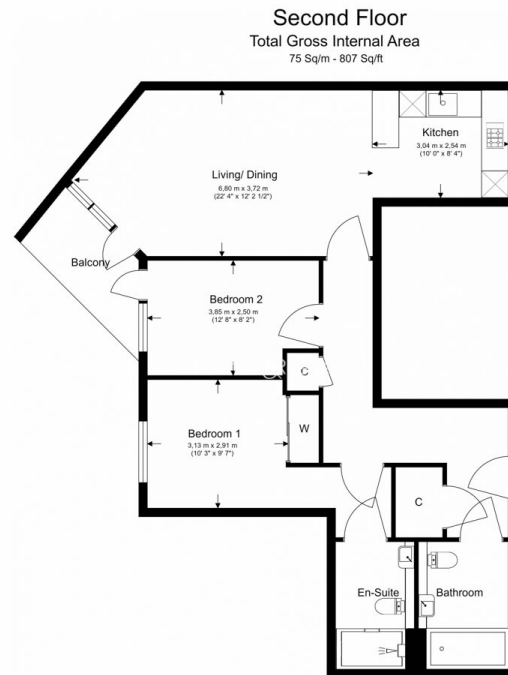 Second Floor
Total Gross Internal Area
75 Sq/m - 807 Sq/ft
Kitchen
3,04 m x 2,54 m
(10' 0" x 8' 4")
Living/ Dining
6,80 m x 3,72 m
(22' 4" x 12' 2 1/2")
Balcony
Bedroom 2
3,85 m x 2,50 m
(12' 8" x 8' 2")
C
Bedroom 1
3,13 m x 2,91 m
(10' 3" x 9' 7")
W
C
En-Suite
Bathroom